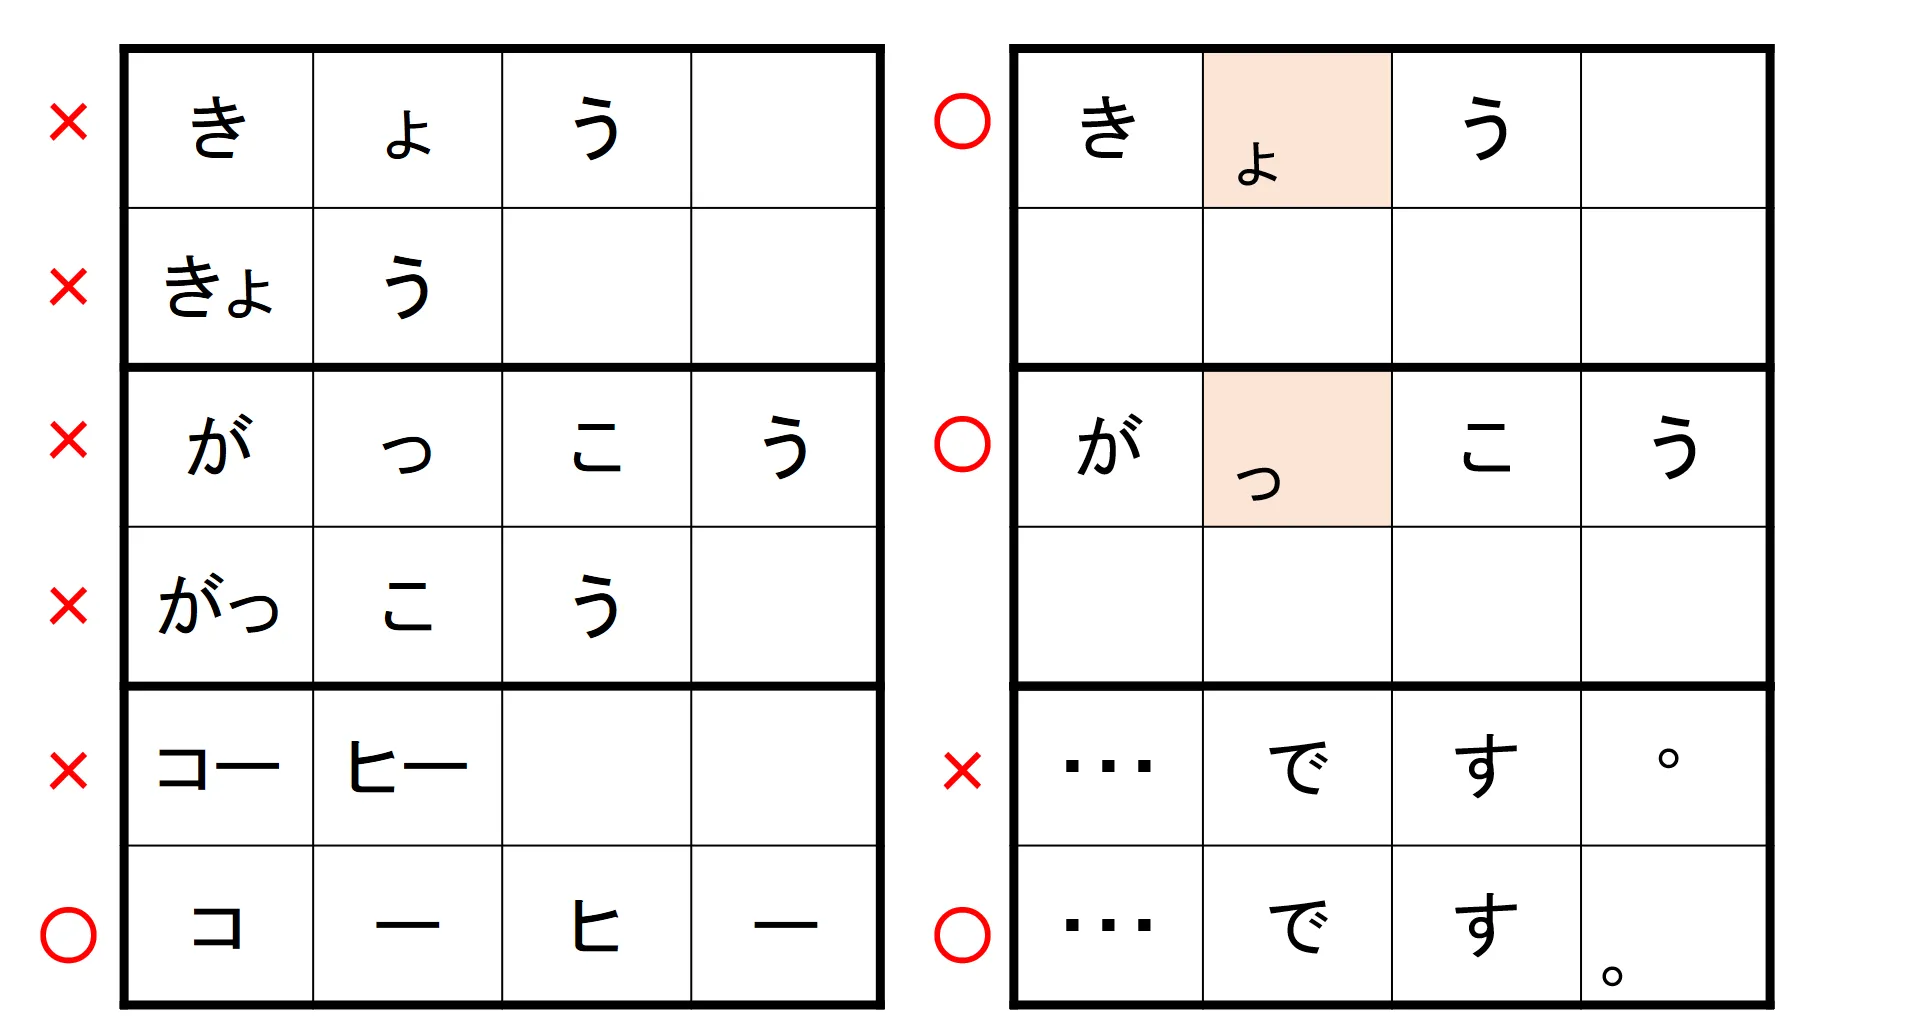 × きょう
× きょう
× がっこう
× がっこう
× コーヒー
○ コーヒー
○ きょう
○ がっこう
× ・・・です。
○ ・・・です。